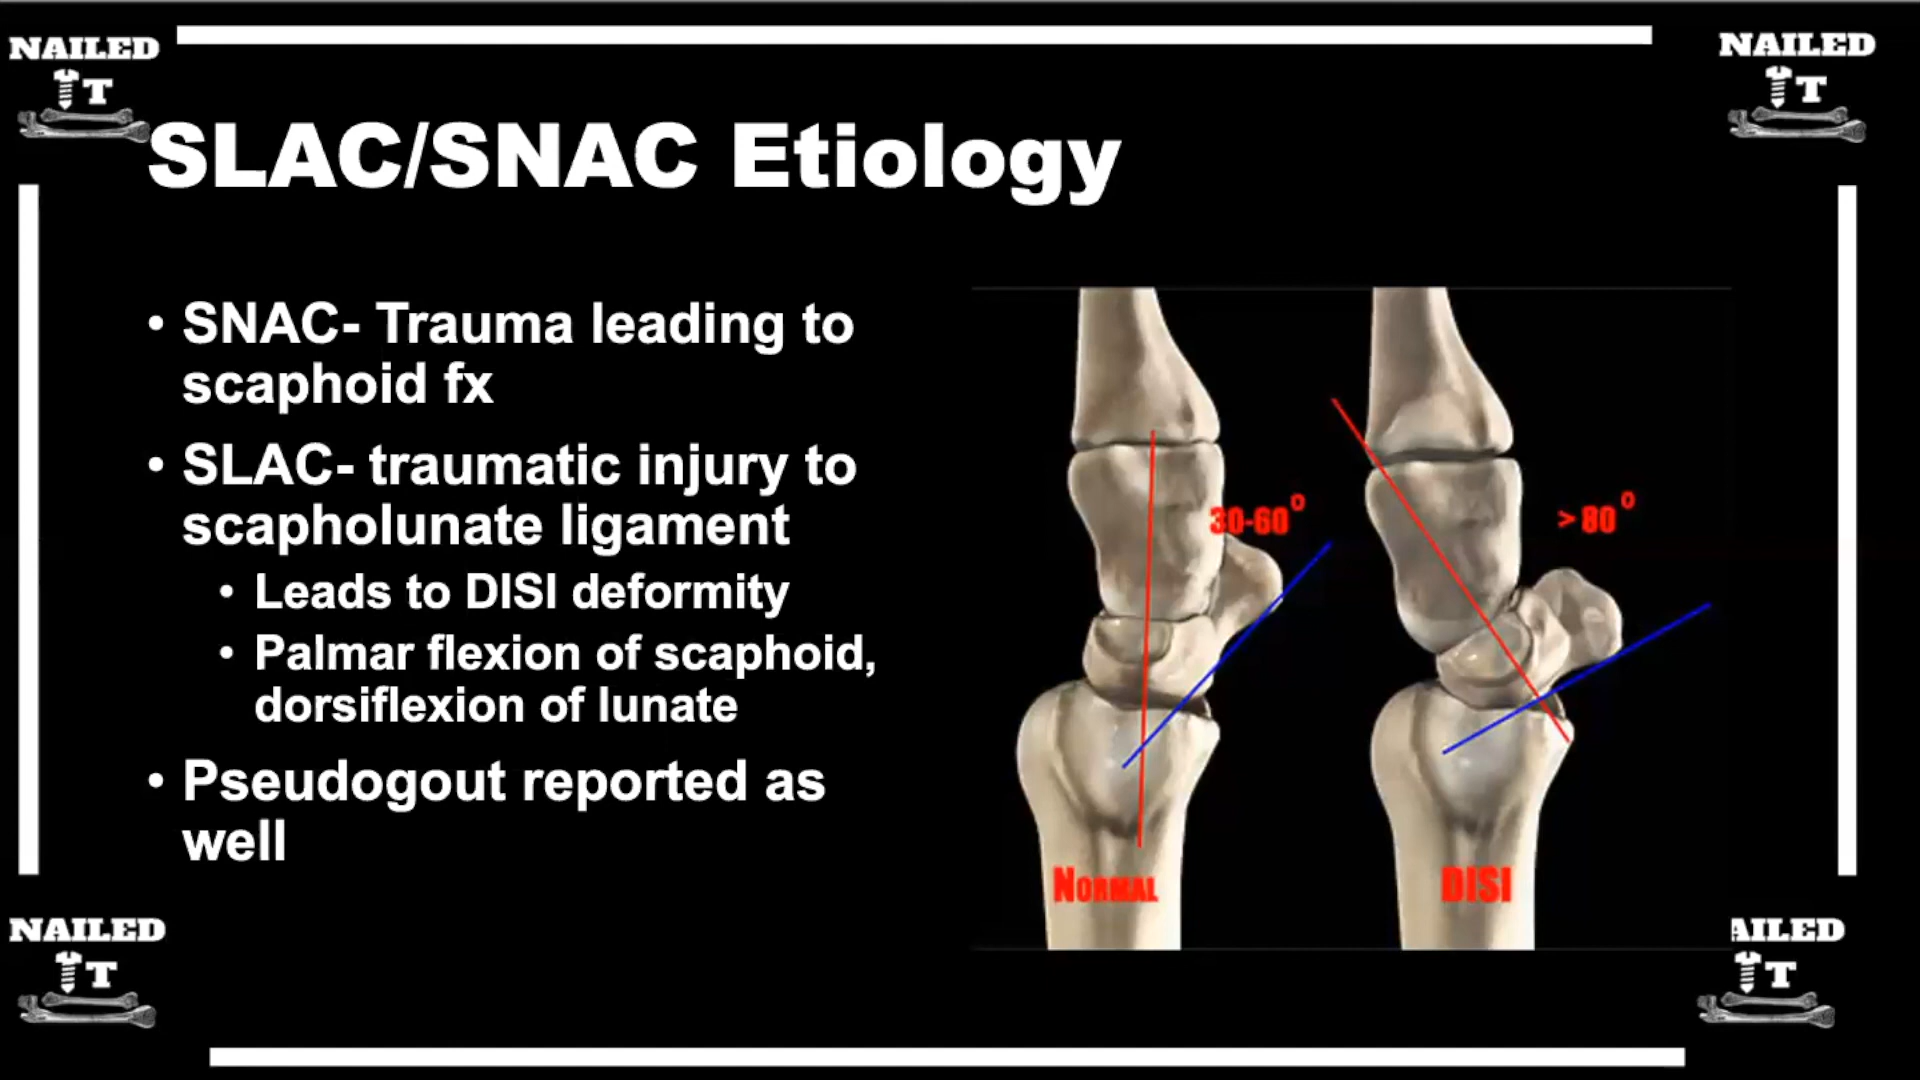 NAILED
IT
NAILED
IT
SLAC/SNAC Etiology
• SNAC- Trauma leading to
scaphoid fx
• SLAC- traumatic injury to
scapholunate ligament
• Leads to DISI deformity
• Palmar flexion of scaphoid,
dorsiflexion of lunate
• Pseudogout reported as
well
30-60°
> 80°
NORMAL
DISI
NAILED
IT
AILED
IT